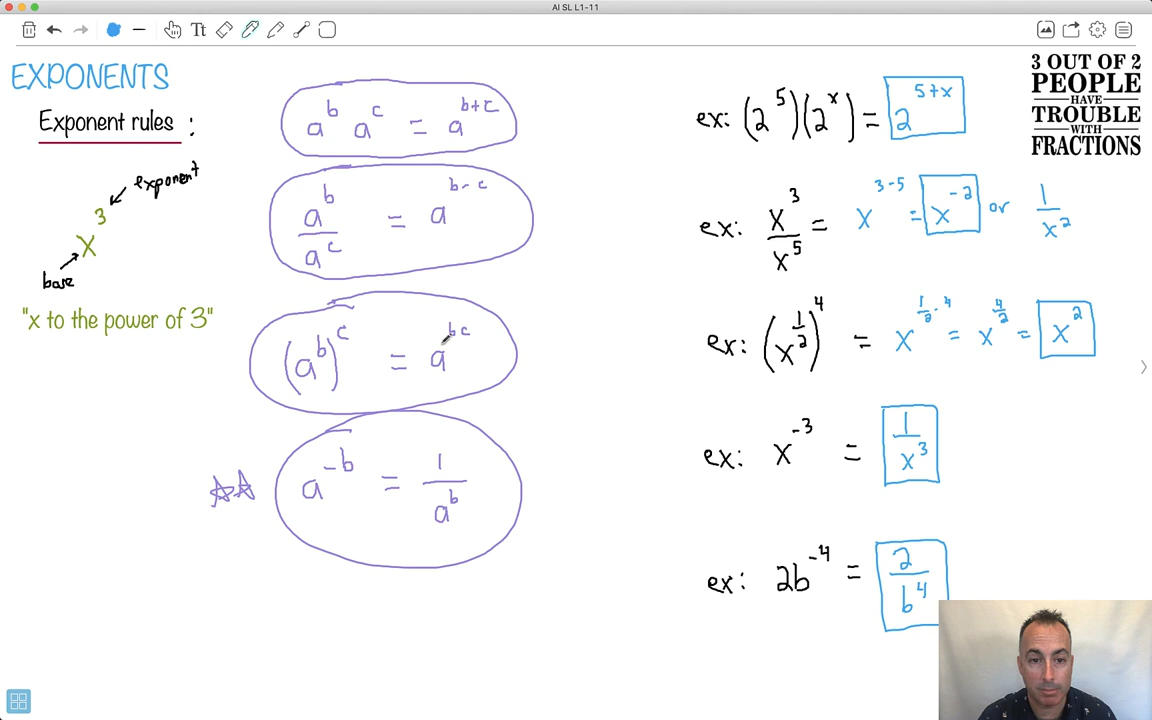 AI SL L1-11
Tt
EXPONENTS
Exponent rules :
exponent
x^3
base
"x to the power of 3"
a^b a^c = a^(b+c)
a^b / a^c = a^(b-c)
(a^b)^c = a^(bc)
a^(-b) = 1 / a^b
ex: (2^5)(2^x) = 2^(5+x)
ex: x^3 / x^5 = x^(3-5) = x^(-2) or 1 / x^2
ex: (x^(1/2))^4 = x^(1/2 · 4) = x^(4/2) = x^2
ex: x^(-3) = 1 / x^3
ex: 2b^(-4) = 2 / b^4
3 OUT OF 2
PEOPLE
HAVE
TROUBLE
WITH
FRACTIONS